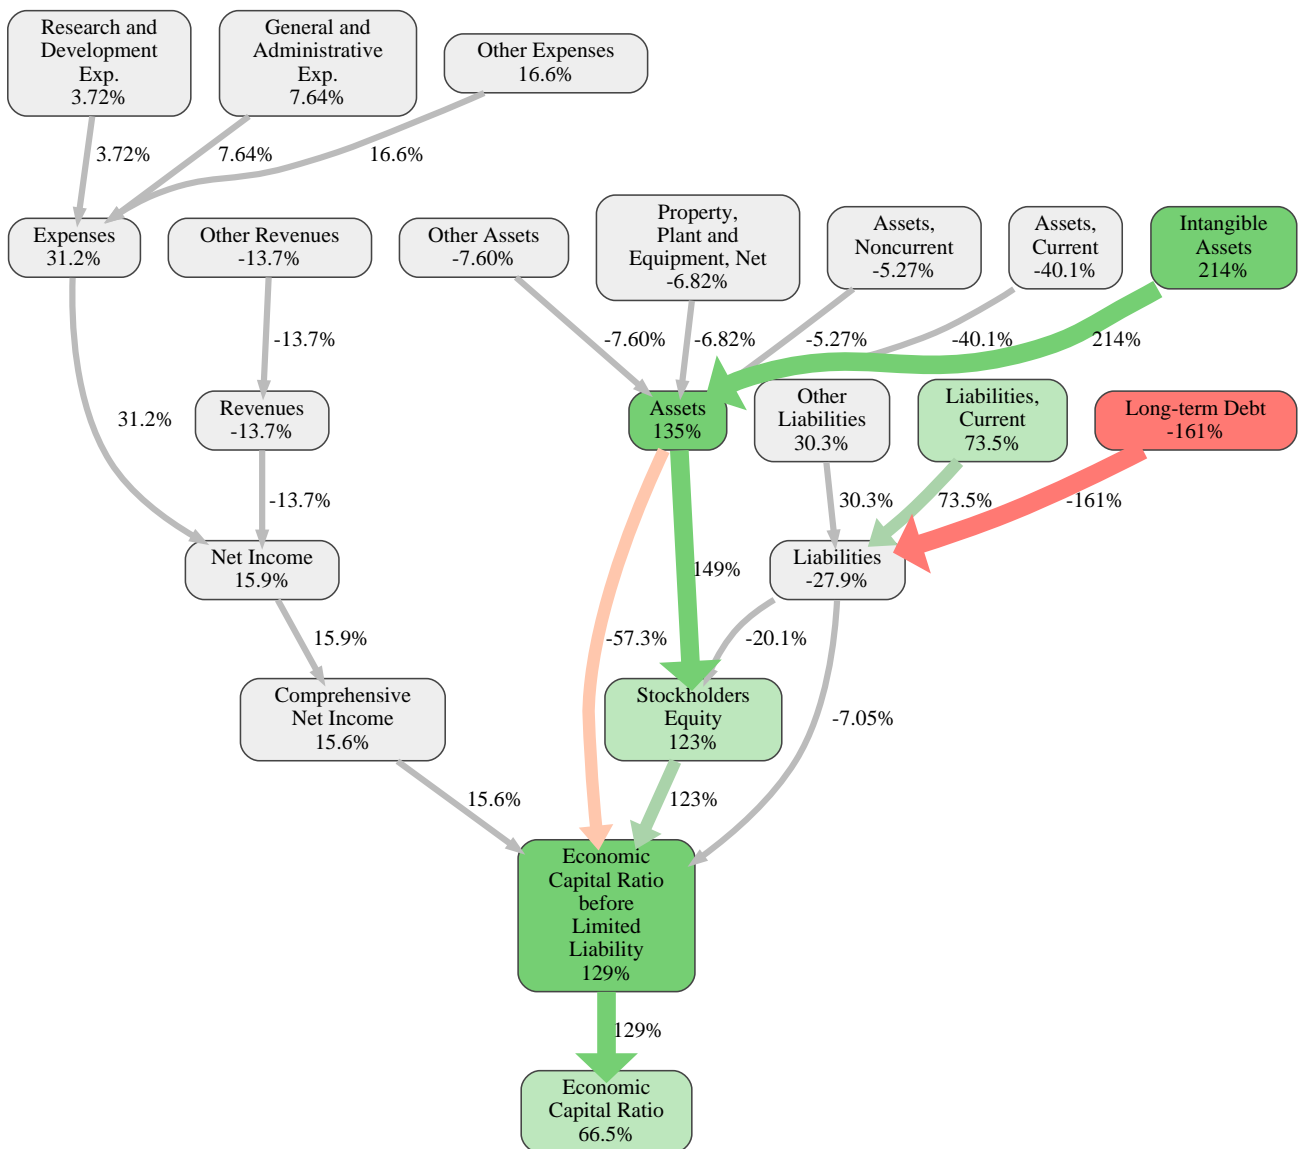 Research and
Development
Exp.
3.72%
General and
Administrative
Exp.
7.64%
Other Expenses
16.6%
3.72%
7.64%
16.6%
Expenses
31.2%
Other Revenues
-13.7%
Other Assets
-7.60%
Property,
Plant and
Equipment, Net
-6.82%
Assets,
Noncurrent
-5.27%
Assets,
Current
-40.1%
Intangible
Assets
214%
-13.7%
-7.60%
-6.82%
-5.27%
-40.1%
214%
31.2%
Revenues
-13.7%
Assets
135%
Other
Liabilities
30.3%
Liabilities,
Current
73.5%
Long-term Debt
-161%
-13.7%
30.3%
73.5%
-161%
Net Income
15.9%
149%
Liabilities
-27.9%
15.9%
-57.3%
-20.1%
Comprehensive
Net Income
15.6%
Stockholders
Equity
123%
-7.05%
15.6%
123%
Economic
Capital Ratio
before
Limited
Liability
129%
129%
Economic
Capital Ratio
66.5%